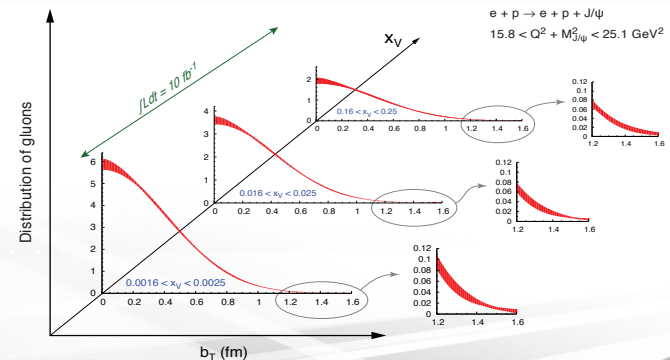 e + p → e + p + J/ψ
15.8 < Q² + M²J/ψ < 25.1 GeV²
xV
∫Ldt = 10 fb⁻¹
Distribution of gluons
bT (fm)
2
1
0
0 0.2 0.4 0.6 0.8 1 1.2 1.4 1.6
0.16 < xV < 0.25
0.12
0.1
0.08
0.06
0.04
0.02
0
1.2 1.4 1.6
4
3
2
1
0
0 0.2 0.4 0.6 0.8 1 1.2 1.4 1.6
0.016 < xV < 0.025
0.12
0.1
0.08
0.06
0.04
0.02
0
1.2 1.4 1.6
6
5
4
3
2
1
0
0 0.2 0.4 0.6 0.8 1 1.2 1.4 1.6
0.0016 < xV < 0.0025
0.12
0.1
0.08
0.06
0.04
0.02
0
1.2 1.4 1.6